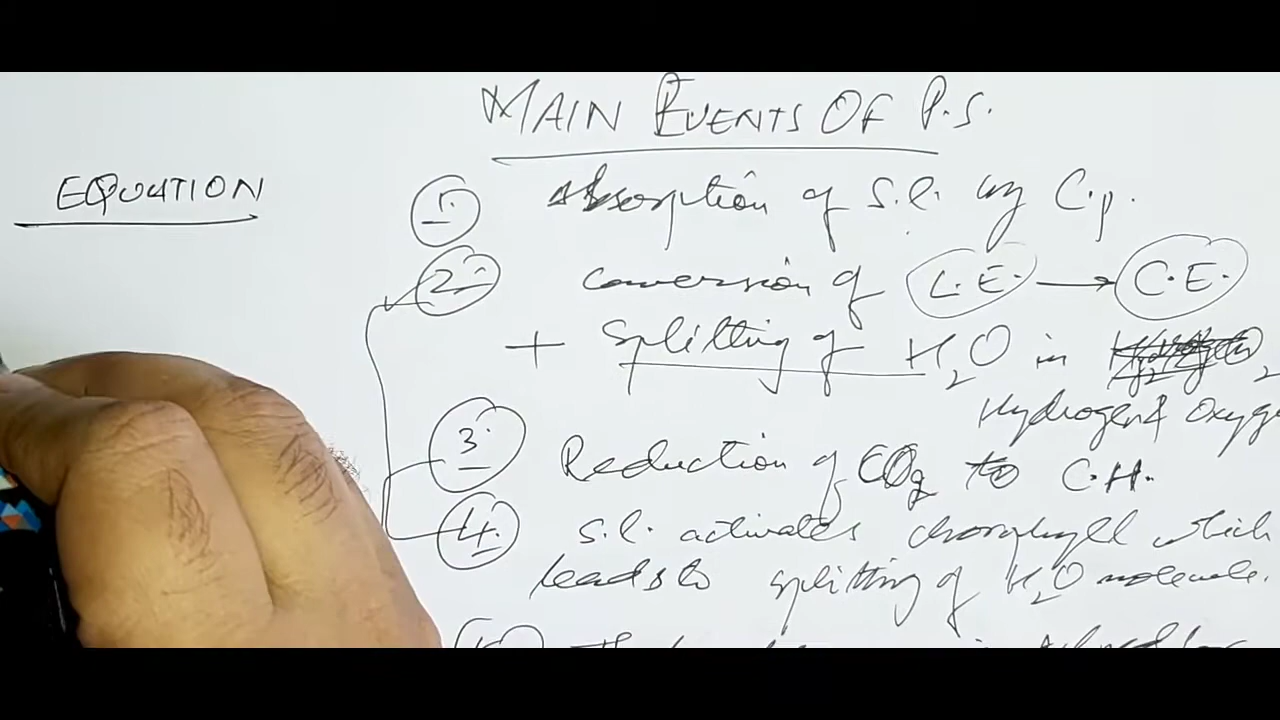 MAIN EVENTS OF P.S.
EQUATION
1. Absorption of S.l. by C.p.
2. conversion of L.E. → C.E.
+ Splitting of H2O in
Hydrogen & Oxyge
3. Reduction of CO2 to C.H.
4. S.l. activates chorophyll which
leads to splitting of H2O molecule.